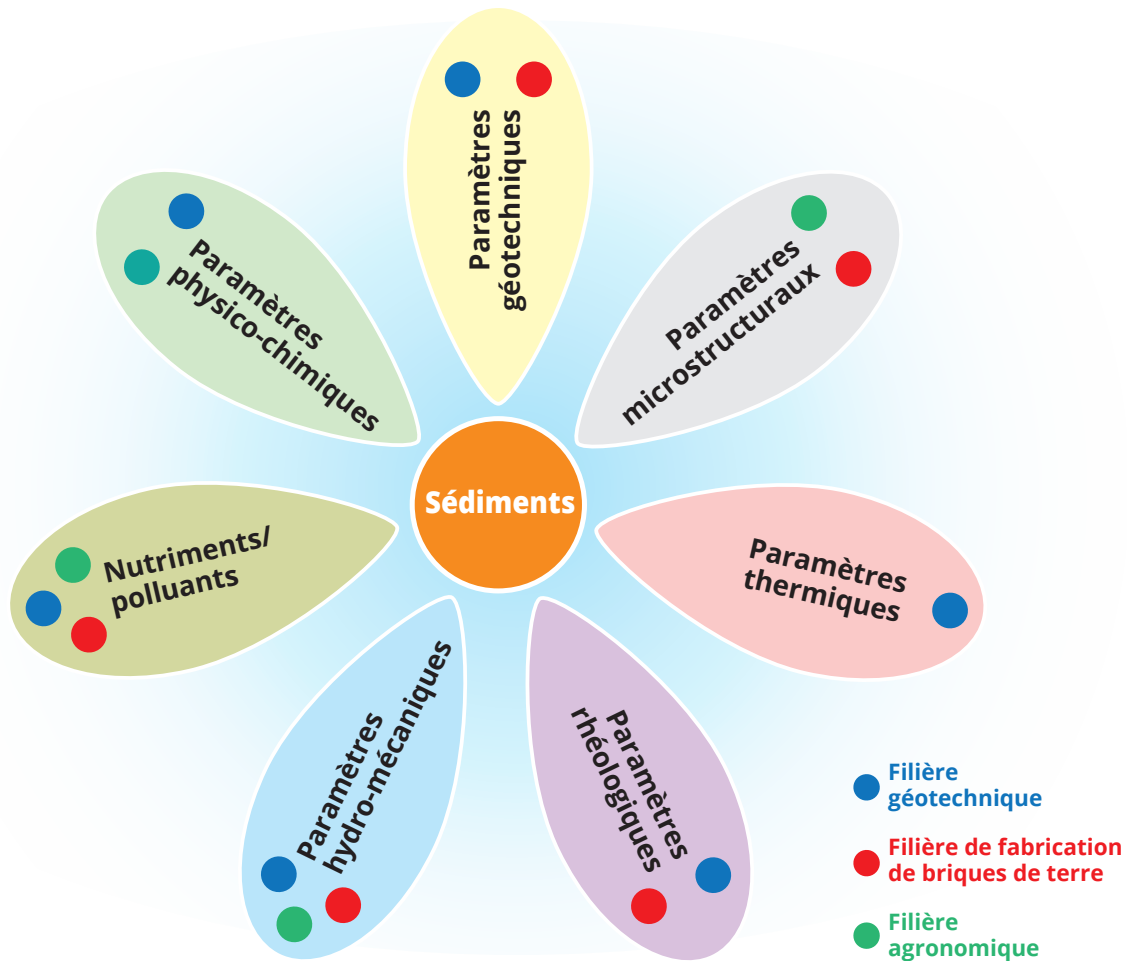 Paramètres
géotechniques
Paramètres
physico-chimiques
Paramètres
microstructuraux
Sédiments
Nutriments/
polluants
Paramètres
thermiques
Paramètres
hydro-mécaniques
Paramètres
rhéologiques
Filière
géotechnique
Filière de fabrication
de briques de terre
Filière
agronomique